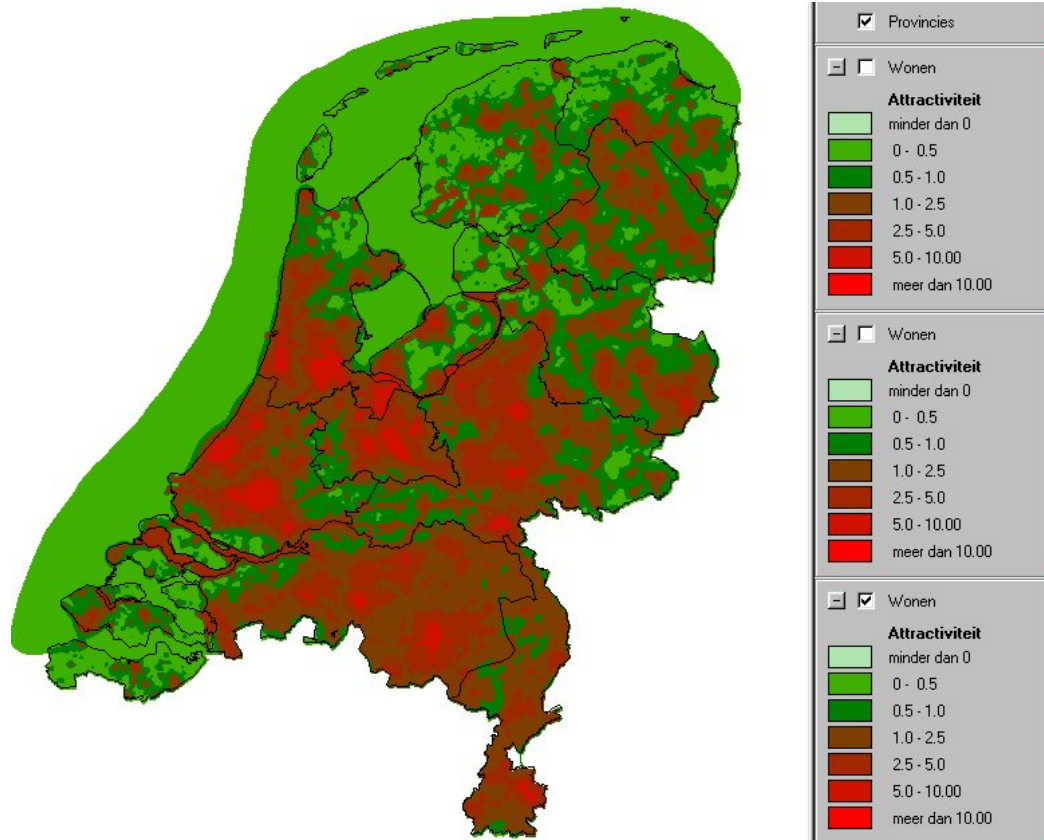 Provincies
Wonen
Attractiviteit
minder dan 0
0 - 0.5
0.5 - 1.0
1.0 - 2.5
2.5 - 5.0
5.0 - 10.00
meer dan 10.00
Wonen
Attractiviteit
minder dan 0
0 - 0.5
0.5 - 1.0
1.0 - 2.5
2.5 - 5.0
5.0 - 10.00
meer dan 10.00
Wonen
Attractiviteit
minder dan 0
0 - 0.5
0.5 - 1.0
1.0 - 2.5
2.5 - 5.0
5.0 - 10.00
meer dan 10.00